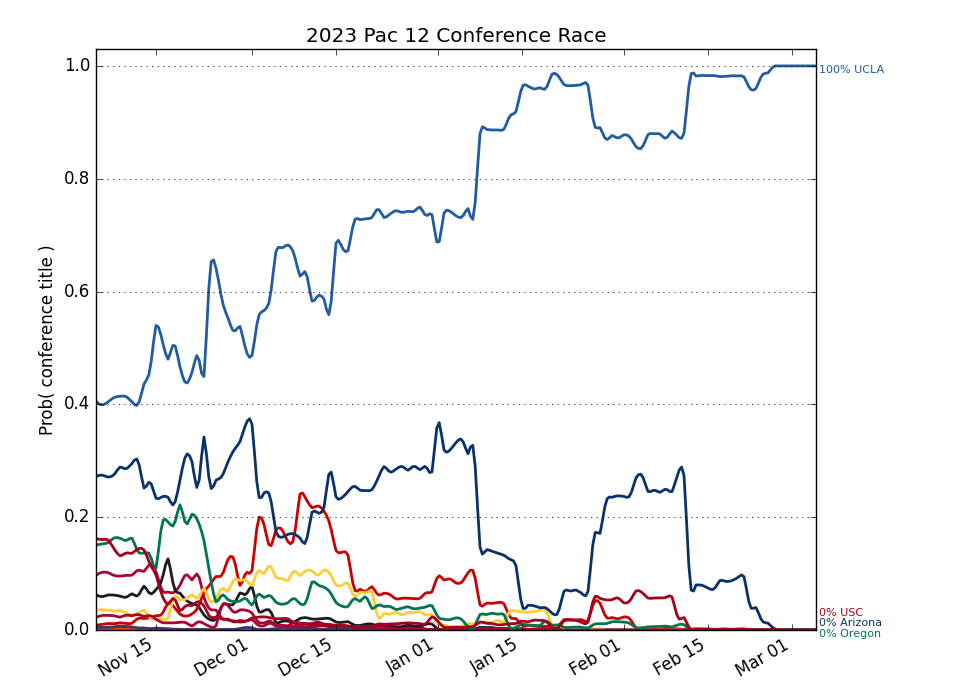 2023 Pac 12 Conference Race
Prob( conference title )
1.0
0.8
0.6
0.4
0.2
0.0
100% UCLA
0% USC
0% Arizona
0% Oregon
Nov 15
Dec 01
Dec 15
Jan 01
Jan 15
Feb 01
Feb 15
Mar 01